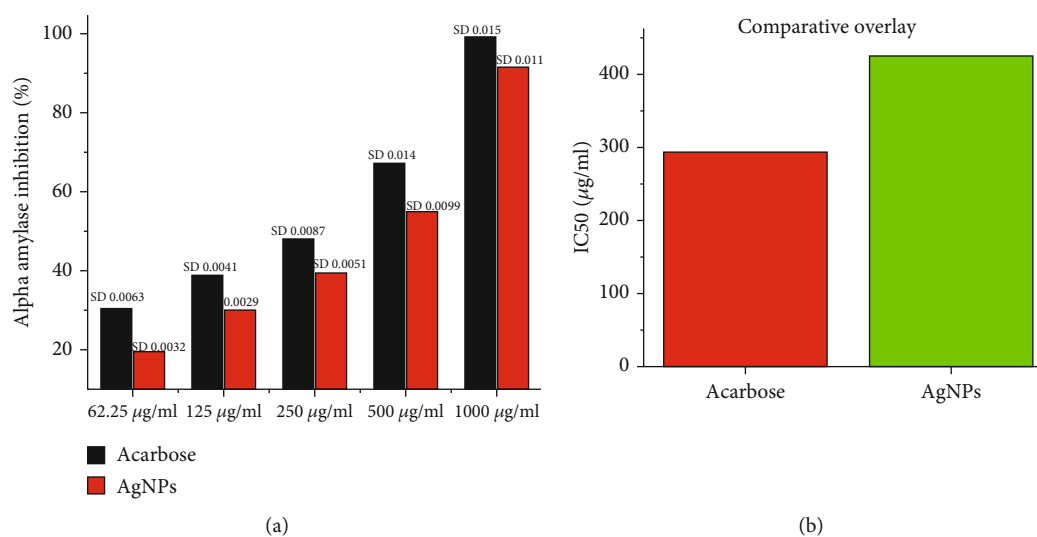 100
80
60
40
20
Alpha amylase inhibition (%)
SD 0.0063
SD 0.0032
SD 0.0041
0.0029
SD 0.0087
SD 0.0051
SD 0.014
SD 0.0099
SD 0.015
SD 0.011
62.25 μg/ml 125 μg/ml 250 μg/ml 500 μg/ml 1000 μg/ml
Acarbose
AgNPs
(a)
Comparative overlay
400
300
200
100
0
IC50 (μg/ml)
Acarbose AgNPs
(b)